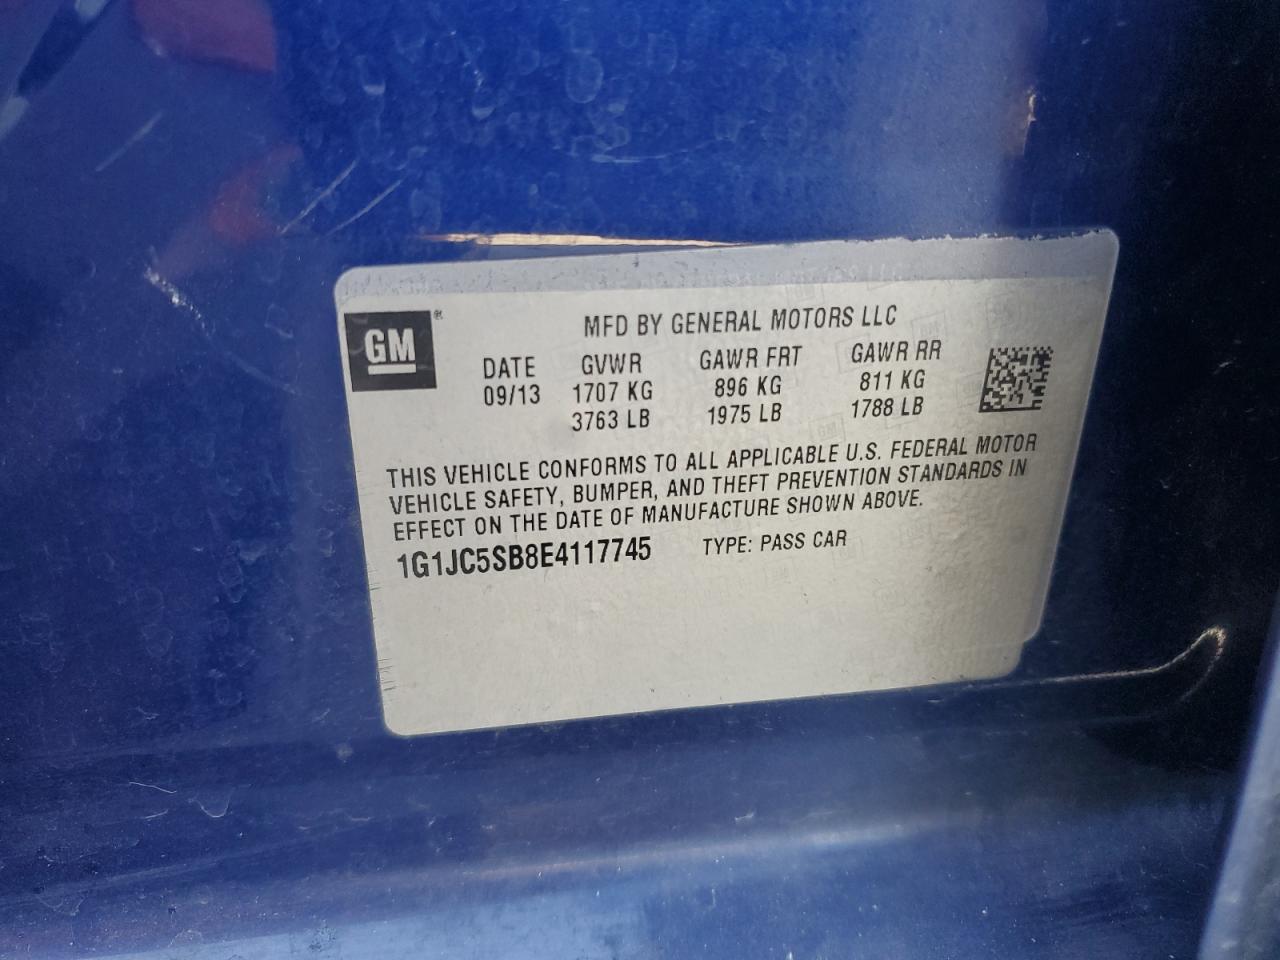 GM®
MFD BY GENERAL MOTORS LLC
DATE GVWR GAWR FRT GAWR RR
09/13 1707 KG 896 KG 811 KG
3763 LB 1975 LB 1788 LB
THIS VEHICLE CONFORMS TO ALL APPLICABLE U.S. FEDERAL MOTOR
VEHICLE SAFETY, BUMPER, AND THEFT PREVENTION STANDARDS IN
EFFECT ON THE DATE OF MANUFACTURE SHOWN ABOVE.
1G1JC5SB8E4117745 TYPE: PASS CAR